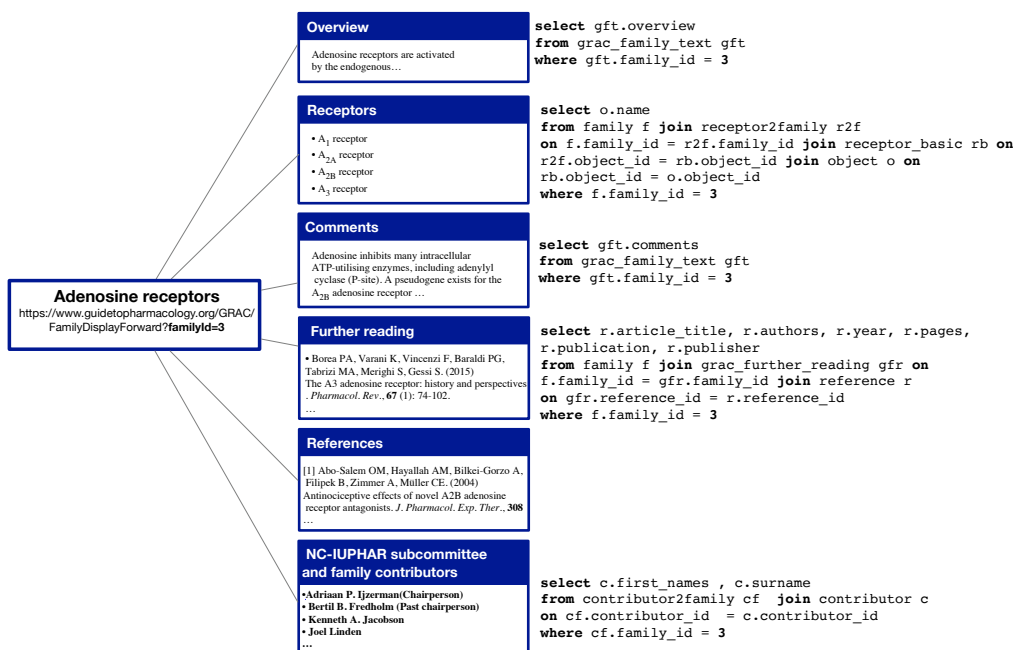 Overview
Adenosine receptors are activated
by the endogenous…
select gft.overview
from grac_family_text gft
where gft.family_id = 3
Receptors
• A1 receptor
• A2A receptor
• A2B receptor
• A3 receptor
select o.name
from family f join receptor2family r2f
on f.family_id = r2f.family_id join receptor_basic rb on
r2f.object_id = rb.object_id join object o on
rb.object_id = o.object_id
where f.family_id = 3
Comments
Adenosine inhibits many intracellular
ATP-utilising enzymes, including adenylyl
cyclase (P-site). A pseudogene exists for the
A2B adenosine receptor …
select gft.comments
from grac_family_text gft
where gft.family_id = 3
Adenosine receptors
https://www.guidetopharmacology.org/GRAC/
FamilyDisplayForward?familyId=3
Further reading
• Borea PA, Varani K, Vincenzi F, Baraldi PG,
Tabrizi MA, Merighi S, Gessi S. (2015)
The A3 adenosine receptor: history and perspectives
. Pharmacol. Rev., 67 (1): 74-102.
…
select r.article_title, r.authors, r.year, r.pages,
r.publication, r.publisher
from family f join grac_further_reading gfr on
f.family_id = gfr.family_id join reference r
on gfr.reference_id = r.reference_id
where f.family_id = 3
References
[1] Abo-Salem OM, Hayallah AM, Bilkei-Gorzo A,
Filipek B, Zimmer A, Müller CE. (2004)
Antinociceptive effects of novel A2B adenosine
receptor antagonists. J. Pharmacol. Exp. Ther., 308
…
NC-IUPHAR subcommittee
and family contributors
•Adriaan P. Ijzerman(Chairperson)
• Bertil B. Fredholm (Past chairperson)
• Kenneth A. Jacobson
• Joel Linden
…
select c.first_names , c.surname
from contributor2family cf join contributor c
on cf.contributor_id = c.contributor_id
where cf.family_id = 3